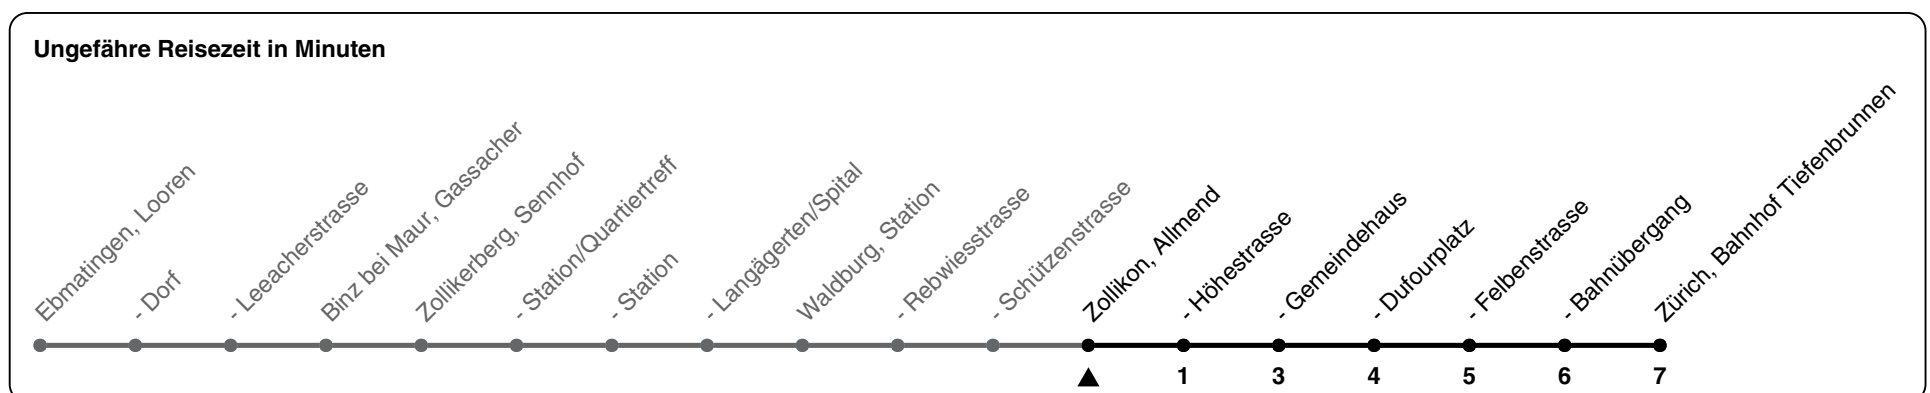 Ungefähre Reisezeit in Minuten
Ebmatingen, Looren
- Dorf
- Leeacherstrasse
Binz bei Maur, Gassacher
Zollikerberg, Sennhof
- Station/Quartiertreff
- Station
- Langägerten/Spital
Waldburg, Station
- Rebwiesstrasse
- Schützenstrasse
Zollikon, Allmend
- Höhestrasse
- Gemeindehaus
- Dufourplatz
- Felbenstrasse
- Bahnübergang
Zürich, Bahnhof Tiefenbrunnen
1 3 4 5 6 7